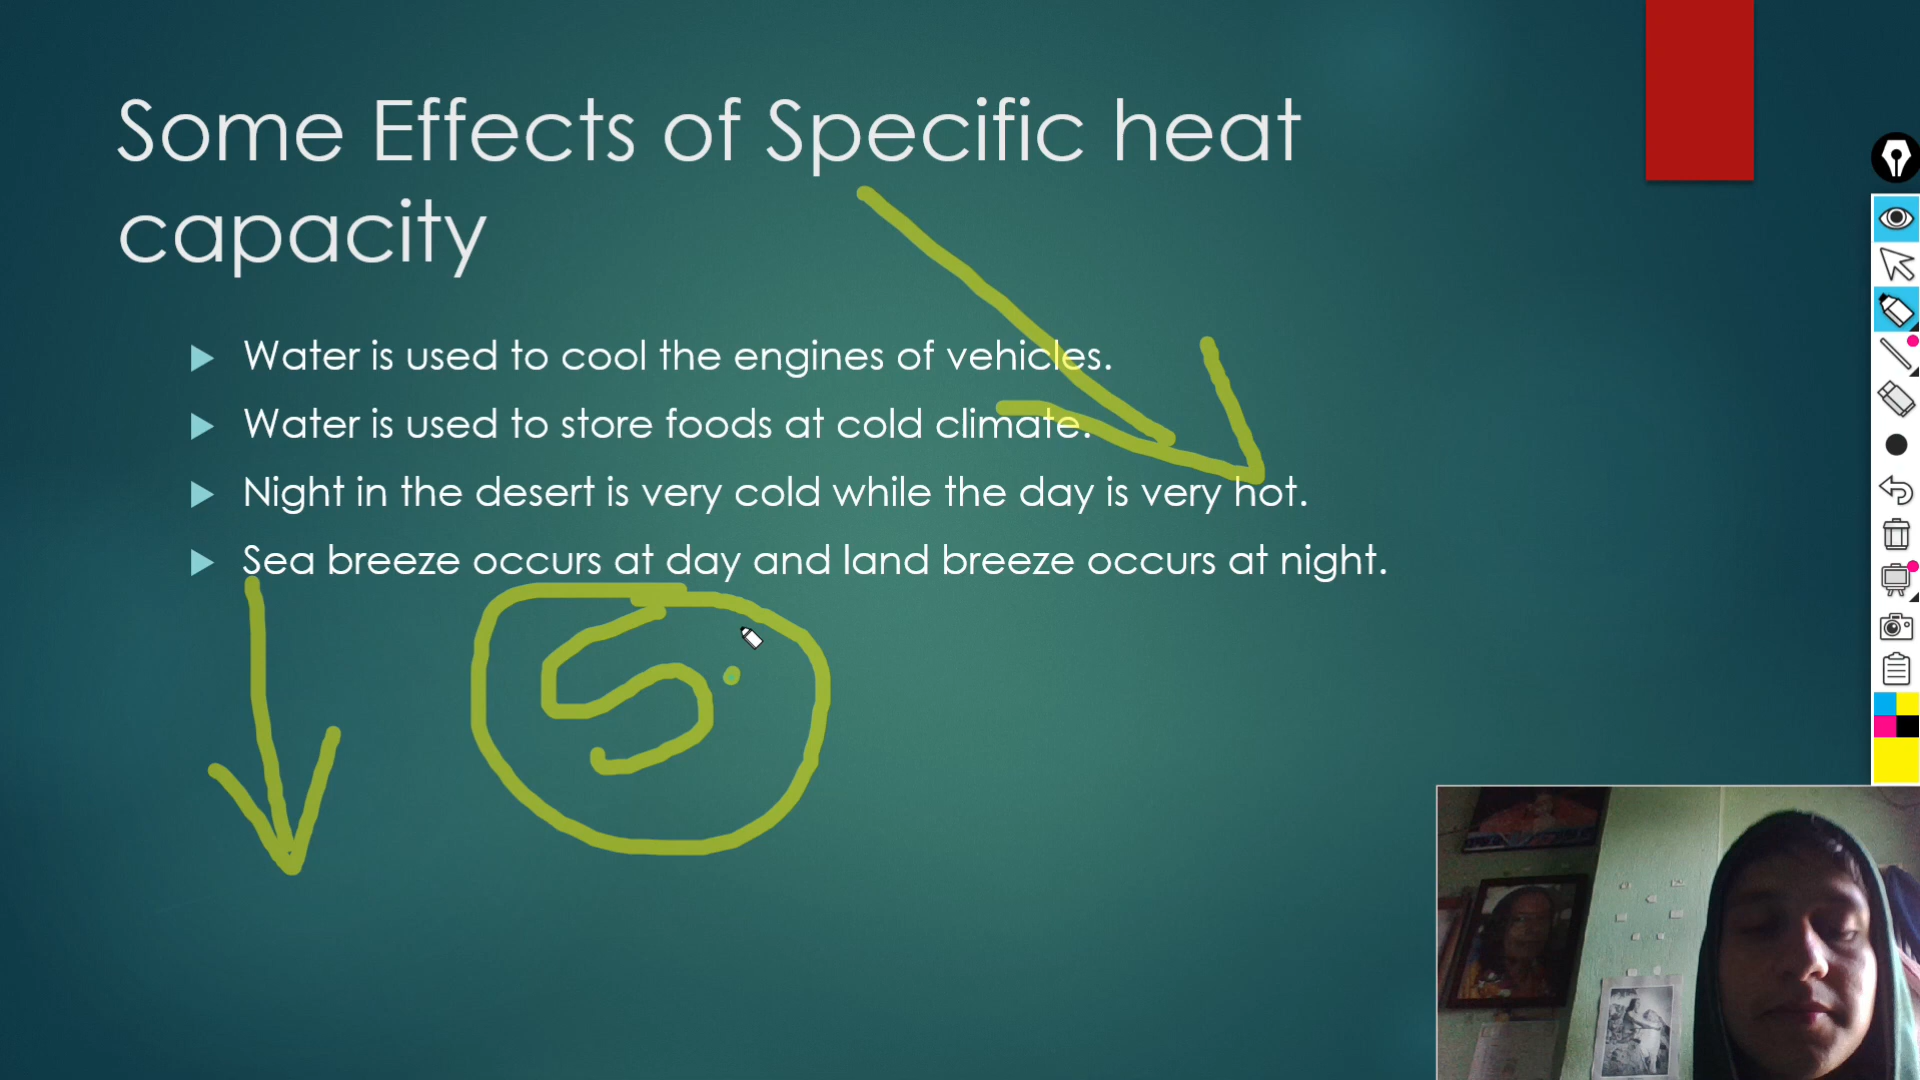 Some Effects of Specific heat
capacity
Water is used to cool the engines of vehicles.
Water is used to store foods at cold climate.
Night in the desert is very cold while the day is very hot.
Sea breeze occurs at day and land breeze occurs at night.
S.